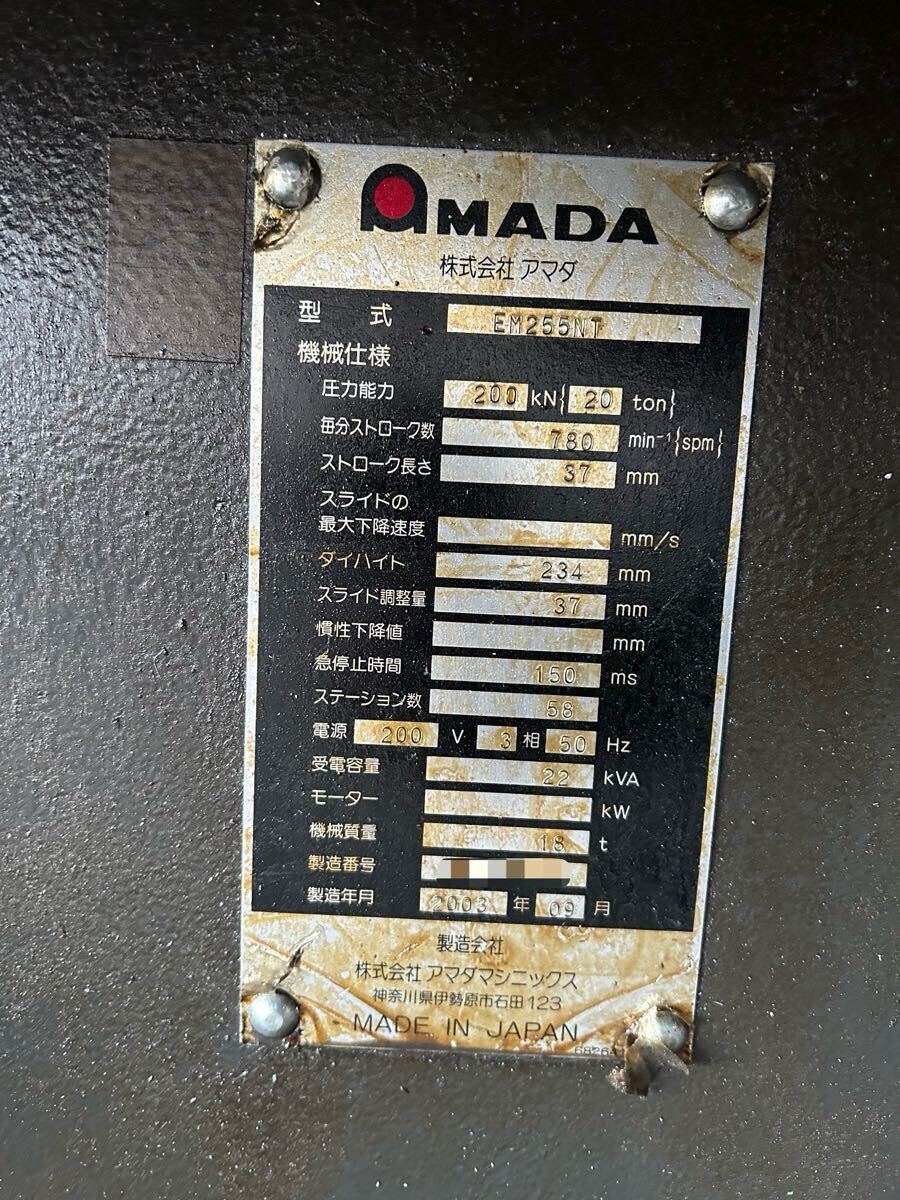 AMADA
株式会社 アマダ
型 式 EM255NT
機械仕様
圧力能力 200 kN{ 20 ton}
毎分ストローク数 780 min⁻¹{spm}
ストローク長さ 37 mm
スライドの
最大下降速度 mm/s
ダイハイト 234 mm
スライド調整量 37 mm
慣性下降値 mm
急停止時間 150 ms
ステーション数 58
電源 200 V 3 相 50 Hz
受電容量 22 kVA
モーター kW
機械質量 18 t
製造番号
製造年月 2003 年 09 月
製造会社
株式会社 アマダマシニックス
神奈川県伊勢原市石田123
MADE IN JAPAN